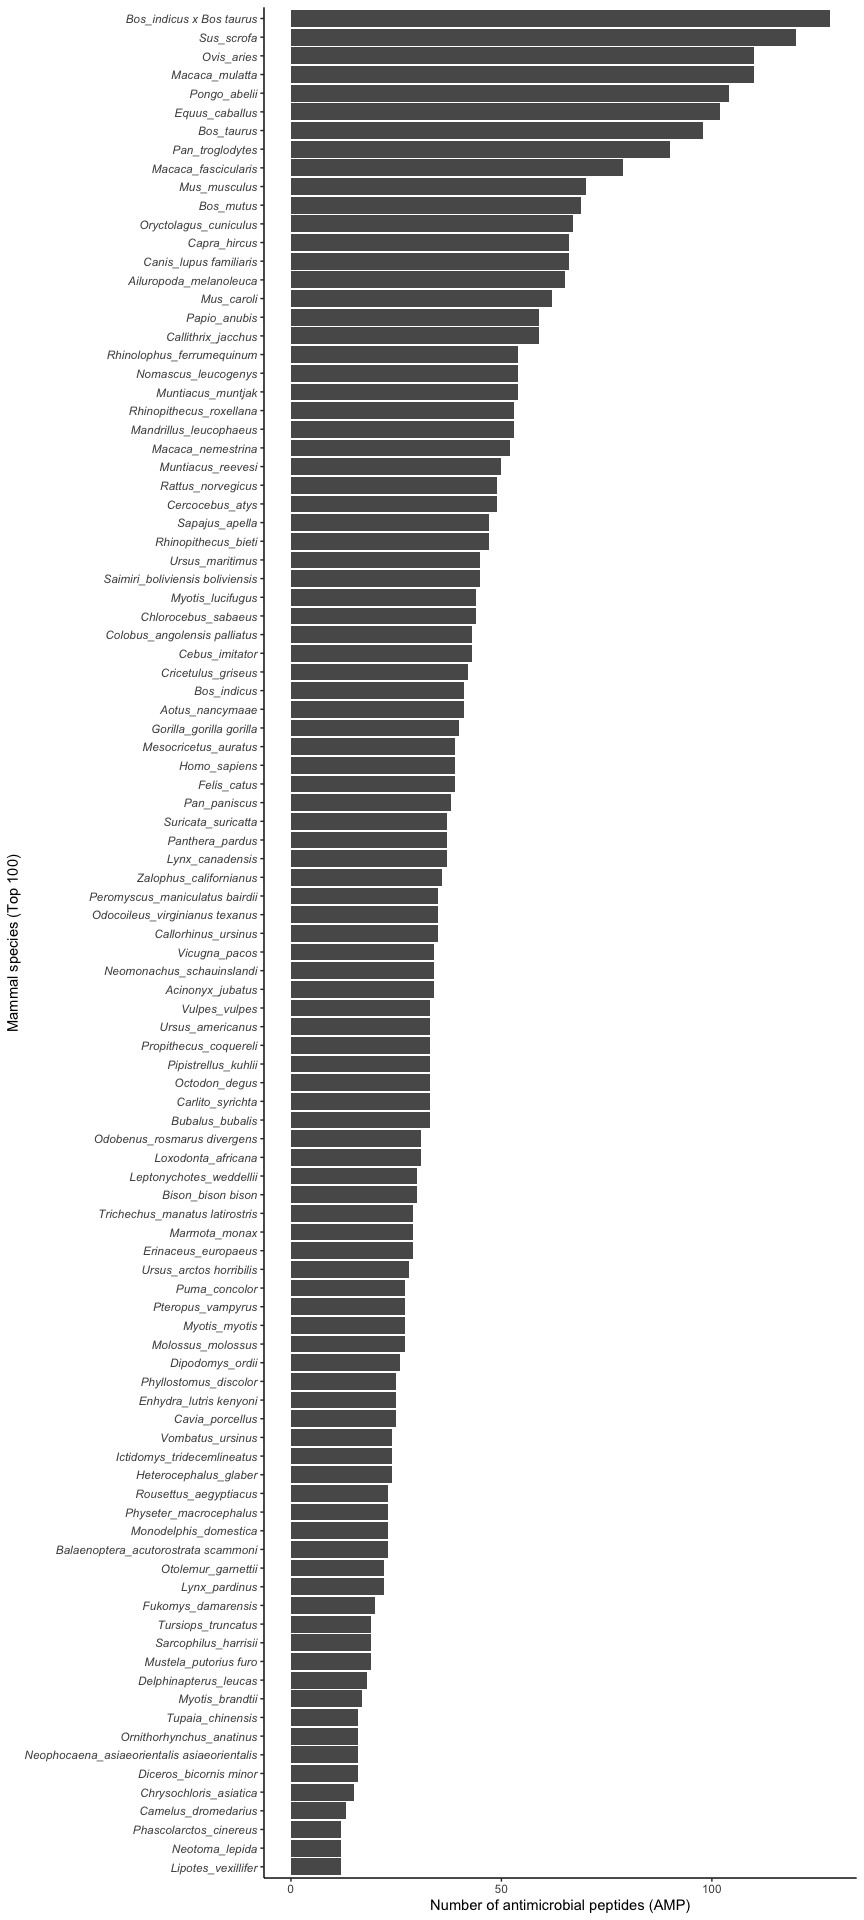 Bos_indicus x Bos taurus
Sus_scrofa
Ovis_aries
Macaca_mulatta
Pongo_abelii
Equus_caballus
Bos_taurus
Pan_troglodytes
Macaca_fascicularis
Mus_musculus
Bos_mutus
Oryctolagus_cuniculus
Capra_hircus
Canis_lupus familiaris
Ailuropoda_melanoleuca
Mus_caroli
Papio_anubis
Callithrix_jacchus
Rhinolophus_ferrumequinum
Nomascus_leucogenys
Muntiacus_muntjak
Rhinopithecus_roxellana
Mandrillus_leucophaeus
Macaca_nemestrina
Muntiacus_reevesi
Rattus_norvegicus
Cercocebus_atys
Sapajus_apella
Rhinopithecus_bieti
Ursus_maritimus
Saimiri_boliviensis boliviensis
Myotis_lucifugus
Chlorocebus_sabaeus
Colobus_angolensis palliatus
Cebus_imitator
Cricetulus_griseus
Bos_indicus
Aotus_nancymaae
Gorilla_gorilla gorilla
Mesocricetus_auratus
Homo_sapiens
Felis_catus
Pan_paniscus
Suricata_suricatta
Panthera_pardus
Lynx_canadensis
Zalophus_californianus
Peromyscus_maniculatus bairdii
Odocoileus_virginianus texanus
Callorhinus_ursinus
Vicugna_pacos
Neomonachus_schauinslandi
Acinonyx_jubatus
Vulpes_vulpes
Ursus_americanus
Propithecus_coquereli
Pipistrellus_kuhlii
Octodon_degus
Carlito_syrichta
Bubalus_bubalis
Odobenus_rosmarus divergens
Loxodonta_africana
Leptonychotes_weddellii
Bison_bison bison
Trichechus_manatus latirostris
Marmota_monax
Erinaceus_europaeus
Ursus_arctos horribilis
Puma_concolor
Pteropus_vampyrus
Myotis_myotis
Molossus_molossus
Dipodomys_ordii
Phyllostomus_discolor
Enhydra_lutris kenyoni
Cavia_porcellus
Vombatus_ursinus
Ictidomys_tridecemlineatus
Heterocephalus_glaber
Rousettus_aegyptiacus
Physeter_macrocephalus
Monodelphis_domestica
Balaenoptera_acutorostrata scammoni
Otolemur_garnettii
Lynx_pardinus
Fukomys_damarensis
Tursiops_truncatus
Sarcophilus_harrisii
Mustela_putorius furo
Delphinapterus_leucas
Myotis_brandtii
Tupaia_chinensis
Ornithorhynchus_anatinus
Neophocaena_asiaeorientalis asiaeorientalis
Diceros_bicornis minor
Chrysochloris_asiatica
Camelus_dromedarius
Phascolarctos_cinereus
Neotoma_lepida
Lipotes_vexillifer
Mammal species (Top 100)
0 50 100
Number of antimicrobial peptides (AMP)